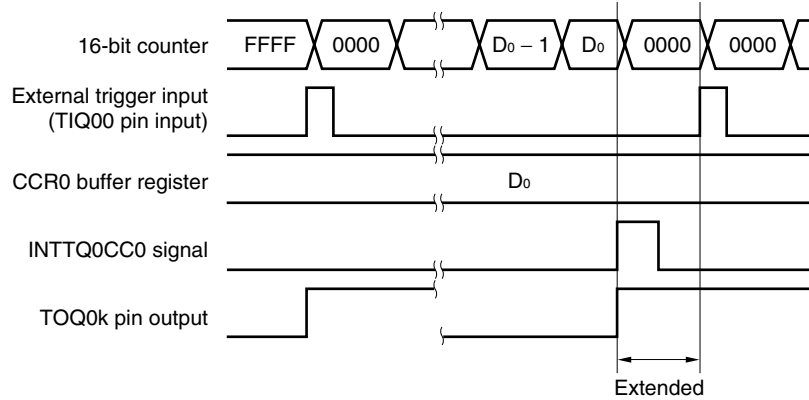 16-bit counter FFFF 0000 D₀ − 1 D₀ 0000 0000
External trigger input
(TIQ00 pin input)
CCR0 buffer register D₀
INTTQ0CC0 signal
TOQ0k pin output
Extended